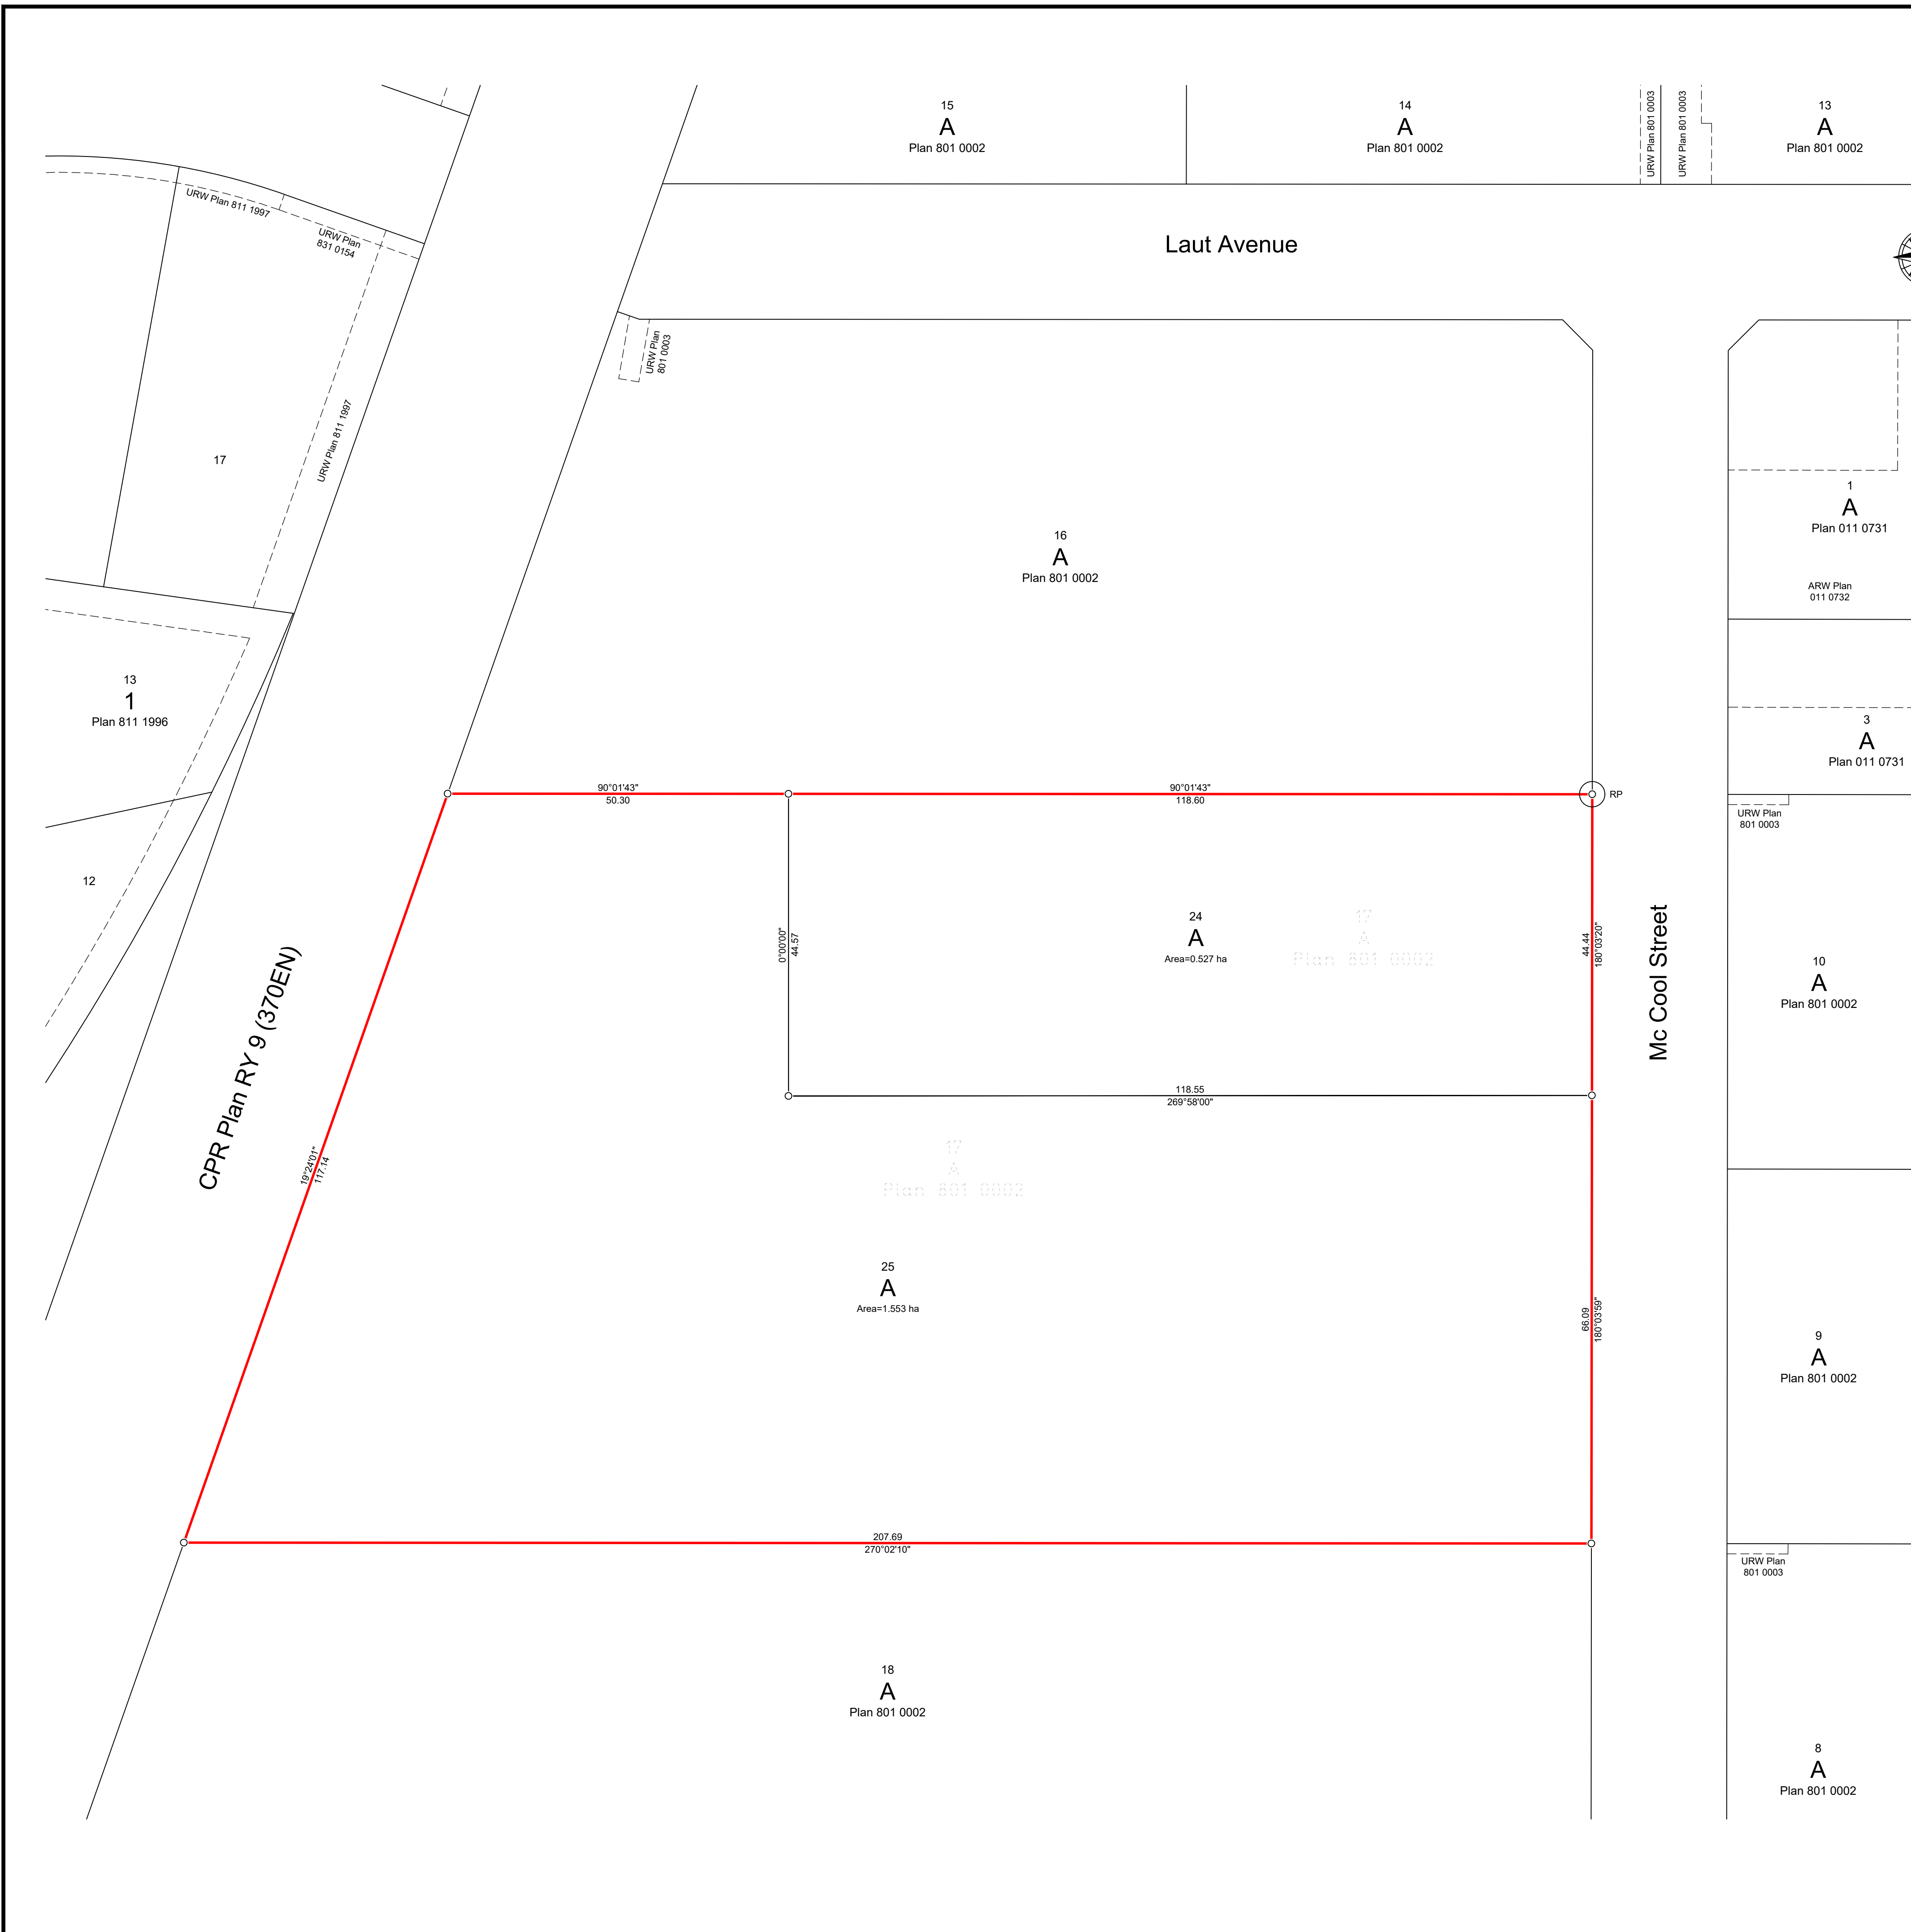 15
A
Plan 801 0002
14
A
Plan 801 0002
URW Plan 801 0003
URW Plan 801 0003
13
A
Plan 801 0002
URW Plan 811 1997
URW Plan
831 0154
Laut Avenue
URW Plan
801 0003
URW Plan 811 1997
17
16
A
Plan 801 0002
1
A
Plan 011 0731
ARW Plan
011 0732
13
1
Plan 811 1996
3
A
Plan 011 0731
90°01'43"
50.30
90°01'43"
118.60
RP
URW Plan
801 0003
12
0°00'00"
44.57
24
A
Area=0.527 ha
17
A
Plan 801 0002
44.44
180°03'20"
Mc Cool Street
10
A
Plan 801 0002
CPR Plan RY 9 (370EN)
118.55
269°58'00"
19°24'01"
117.14
17
A
Plan 801 0002
25
A
Area=1.553 ha
66.09
180°03'59"
9
A
Plan 801 0002
207.69
270°02'10"
URW Plan
801 0003
18
A
Plan 801 0002
8
A
Plan 801 0002